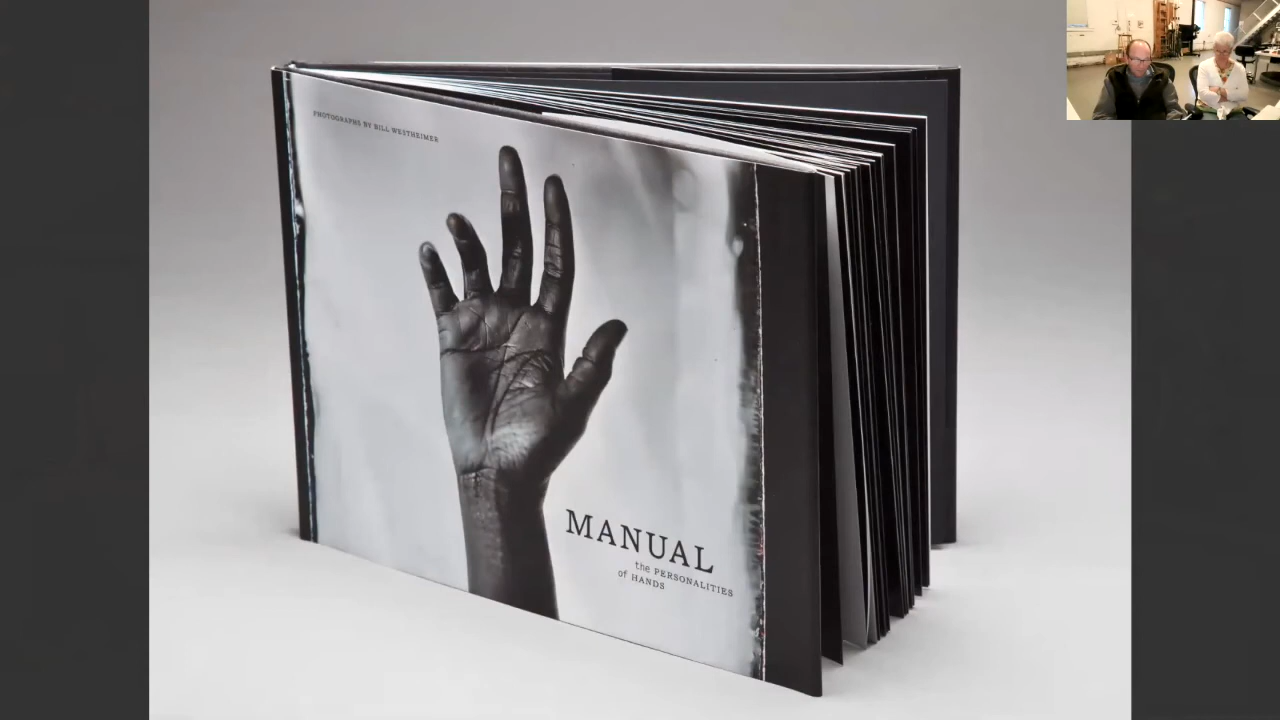 PHOTOGRAPHS BY BILL WESTHEIMER
MANUAL
the PERSONALITIES
of HANDS